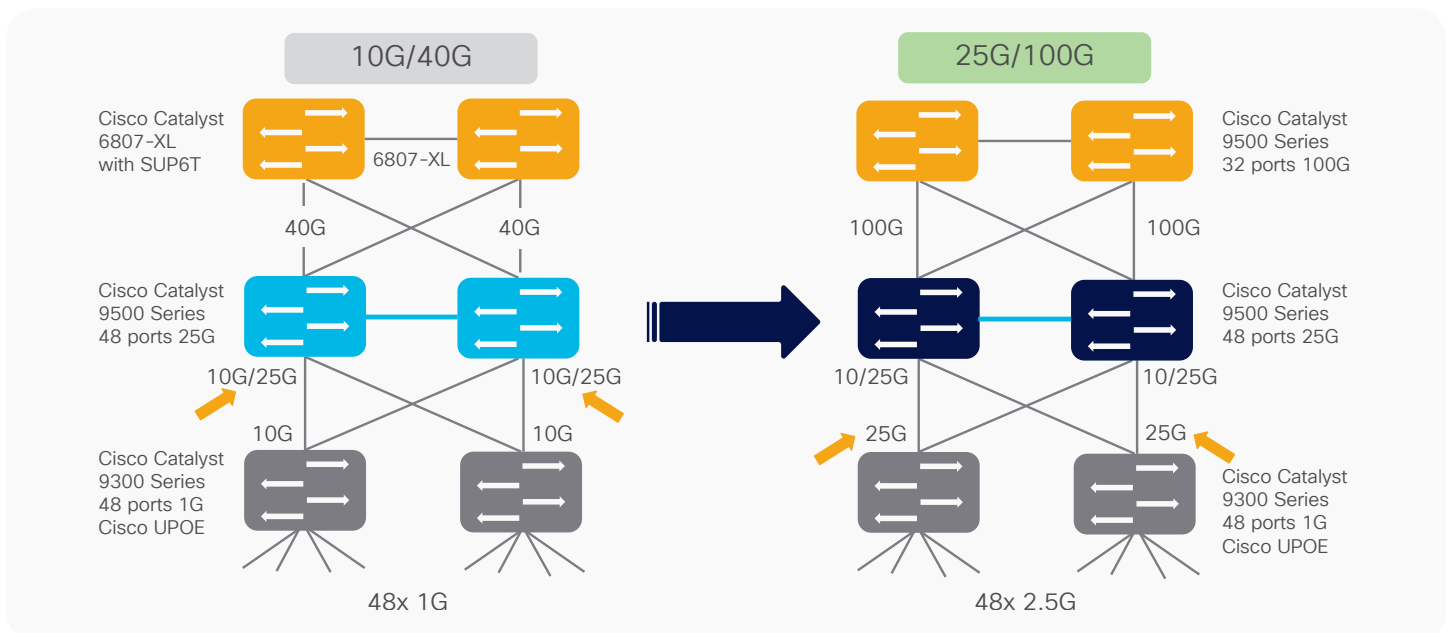 10G/40G
Cisco Catalyst
6807-XL
with SUP6T
6807-XL
40G
40G
Cisco Catalyst
9500 Series
48 ports 25G
10G/25G
10G/25G
10G
10G
Cisco Catalyst
9300 Series
48 ports 1G
Cisco UPOE
48x 1G
25G/100G
Cisco Catalyst
9500 Series
32 ports 100G
100G
100G
Cisco Catalyst
9500 Series
48 ports 25G
10/25G
10/25G
25G
25G
Cisco Catalyst
9300 Series
48 ports 1G
Cisco UPOE
48x 2.5G